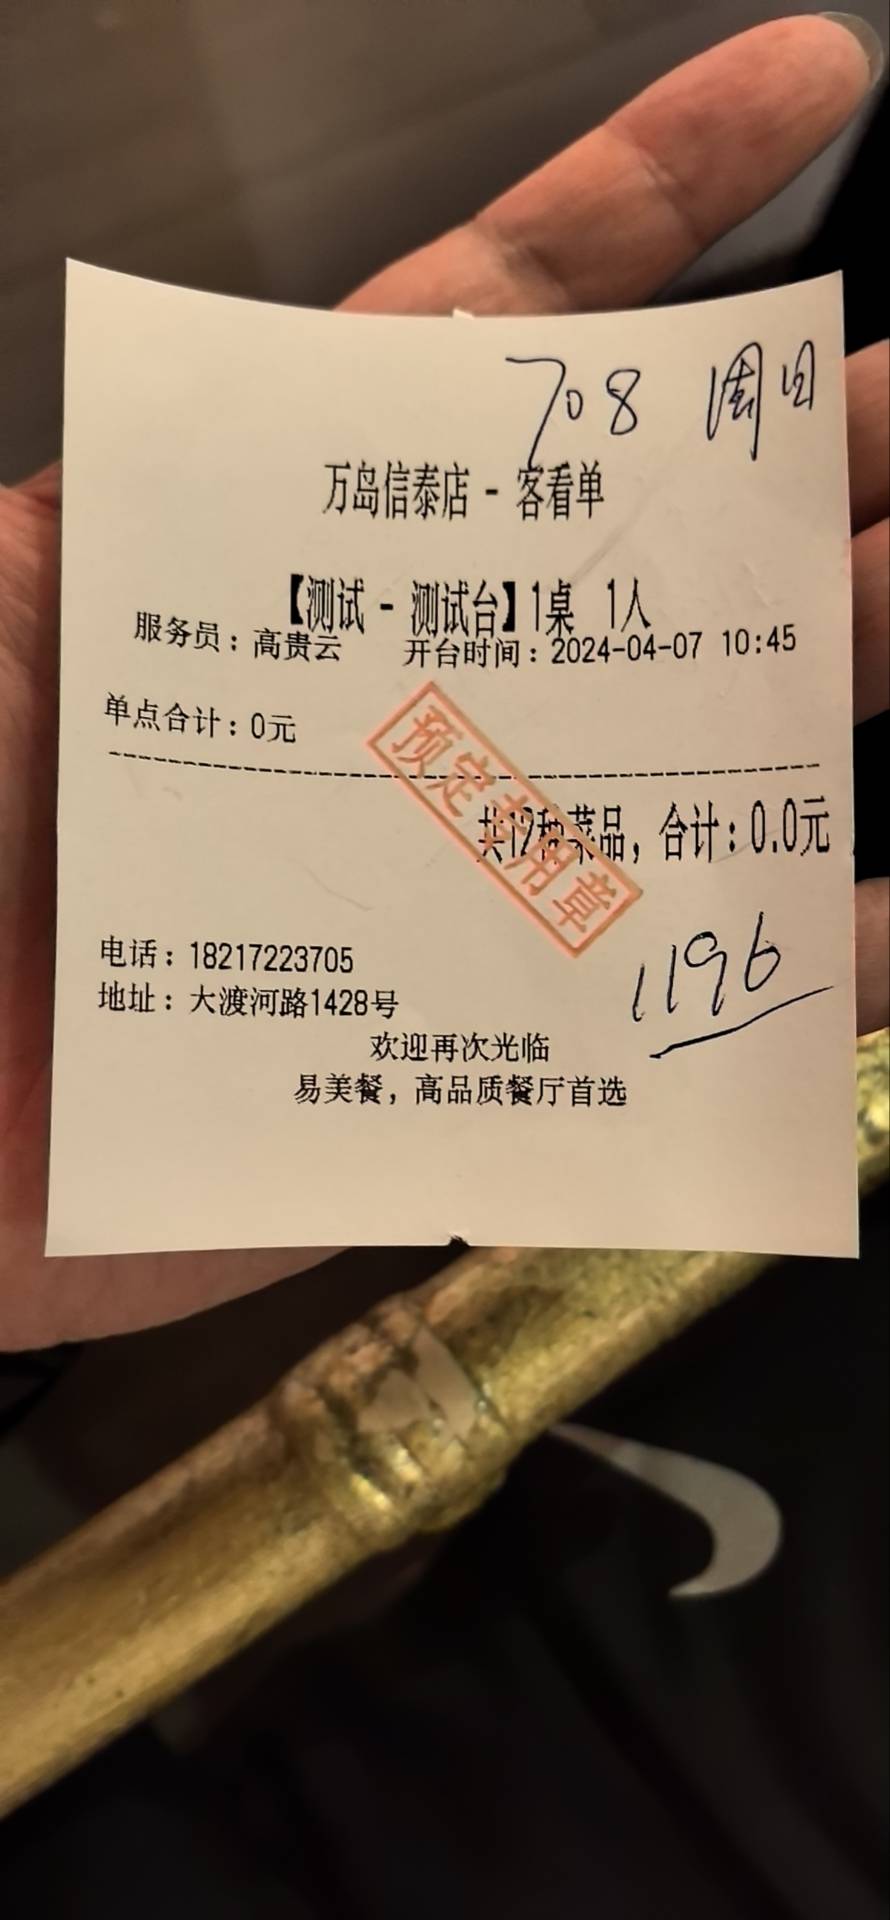 708 周日
万岛信泰店 - 客看单
【测试 - 测试台】1桌 1人
服务员：高贵云 开台时间：2024-04-07 10:45
单点合计：0元
预定专用章
共12种菜品，合计：0.0元
1196
电话：18217223705
地址：大渡河路1428号
欢迎再次光临
易美餐，高品质餐厅首选